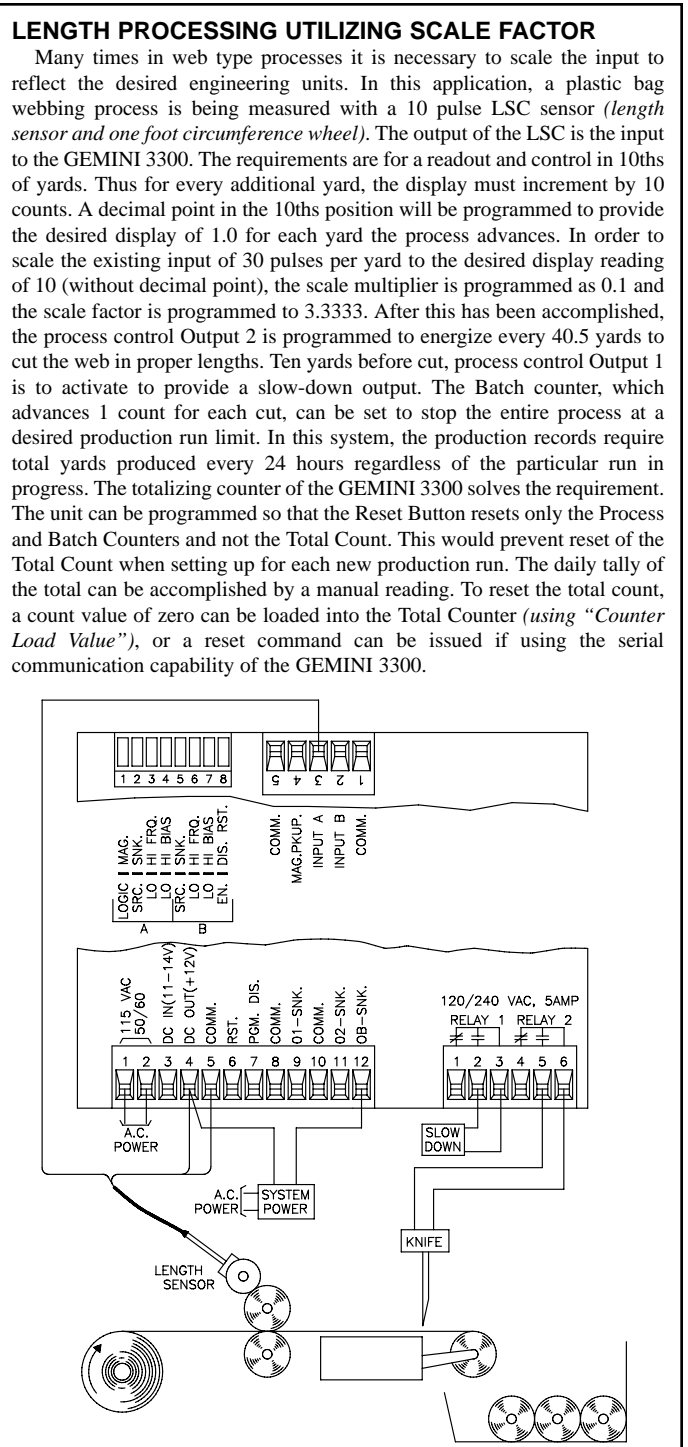 LENGTH PROCESSING UTILIZING SCALE FACTOR
Many times in web type processes it is necessary to scale the input to
reflect the desired engineering units. In this application, a plastic bag
webbing process is being measured with a 10 pulse LSC sensor (length
sensor and one foot circumference wheel). The output of the LSC is the input
to the GEMINI 3300. The requirements are for a readout and control in 10ths
of yards. Thus for every additional yard, the display must increment by 10
counts. A decimal point in the 10ths position will be programmed to provide
the desired display of 1.0 for each yard the process advances. In order to
scale the existing input of 30 pulses per yard to the desired display reading
of 10 (without decimal point), the scale multiplier is programmed as 0.1 and
the scale factor is programmed to 3.3333. After this has been accomplished,
the process control Output 2 is programmed to energize every 40.5 yards to
cut the web in proper lengths. Ten yards before cut, process control Output 1
is to activate to provide a slow-down output. The Batch counter, which
advances 1 count for each cut, can be set to stop the entire process at a
desired production run limit. In this system, the production records require
total yards produced every 24 hours regardless of the particular run in
progress. The totalizing counter of the GEMINI 3300 solves the requirement.
The unit can be programmed so that the Reset Button resets only the Process
and Batch Counters and not the Total Count. This would prevent reset of the
Total Count when setting up for each new production run. The daily tally of
the total can be accomplished by a manual reading. To reset the total count,
a count value of zero can be loaded into the Total Counter (using “Counter
Load Value”), or a reset command can be issued if using the serial
communication capability of the GEMINI 3300.
1 2 3 4 5 6 7 8
5 4 3 2 1
LOGIC MAG.
SRC. SNK.
LO HI FRQ.
LO HI BIAS
SRC. SNK.
LO HI FRQ.
LO HI BIAS
EN. DIS. RST.
A B
COMM.
MAG.PKUP.
INPUT A
INPUT B
COMM.
115 VAC
50/60
DC IN(11-14V)
DC OUT(+12V)
COMM.
RST.
PGM. DIS.
COMM.
O1-SNK.
COMM.
O2-SNK.
OB-SNK.
1 2 3 4 5 6 7 8 9 10 11 12
120/240 VAC, 5AMP
RELAY 1 RELAY 2
1 2 3 4 5 6
A.C.
POWER
A.C.
POWER
SYSTEM
POWER
SLOW
DOWN
KNIFE
LENGTH
SENSOR